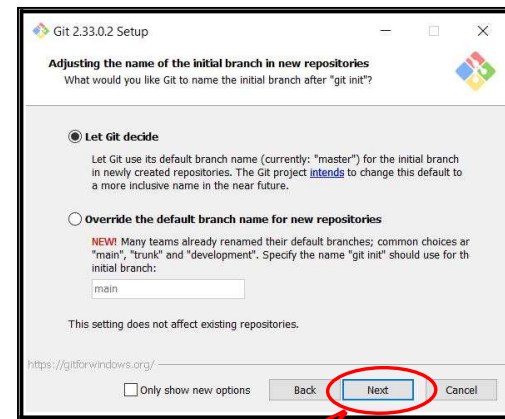 Git 2.33.0.2 Setup
Adjusting the name of the initial branch in new repositories
What would you like Git to name the initial branch after "git init"?
Let Git decide
Let Git use its default branch name (currently: "master") for the initial branch
in newly created repositories. The Git project intends to change this default to
a more inclusive name in the near future.
Override the default branch name for new repositories
NEW! Many teams already renamed their default branches; common choices ar
"main", "trunk" and "development". Specify the name "git init" should use for th
initial branch:
main
This setting does not affect existing repositories.
https://gitforwindows.org/
Only show new options
Back
Next
Cancel